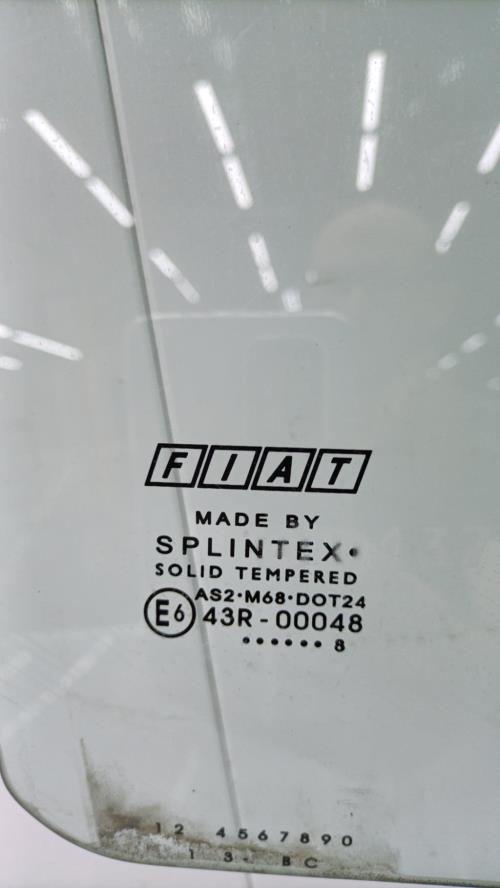 FIAT
MADE BY
SPLINTEX•
SOLID TEMPERED
AS2•M68•DOT24
E6 43R-00048
•••••• 8
12 4567890
1 3- BC